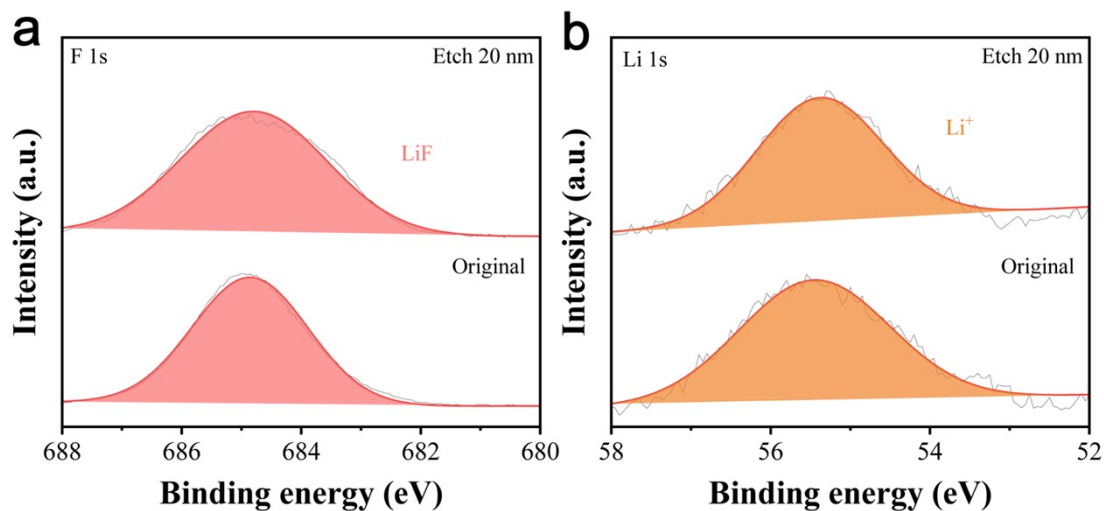 a
F 1s
Etch 20 nm
LiF
Original
Intensity (a.u.)
688
686
684
682
680
Binding energy (eV)
b
Li 1s
Etch 20 nm
Li⁺
Original
Intensity (a.u.)
58
56
54
52
Binding energy (eV)